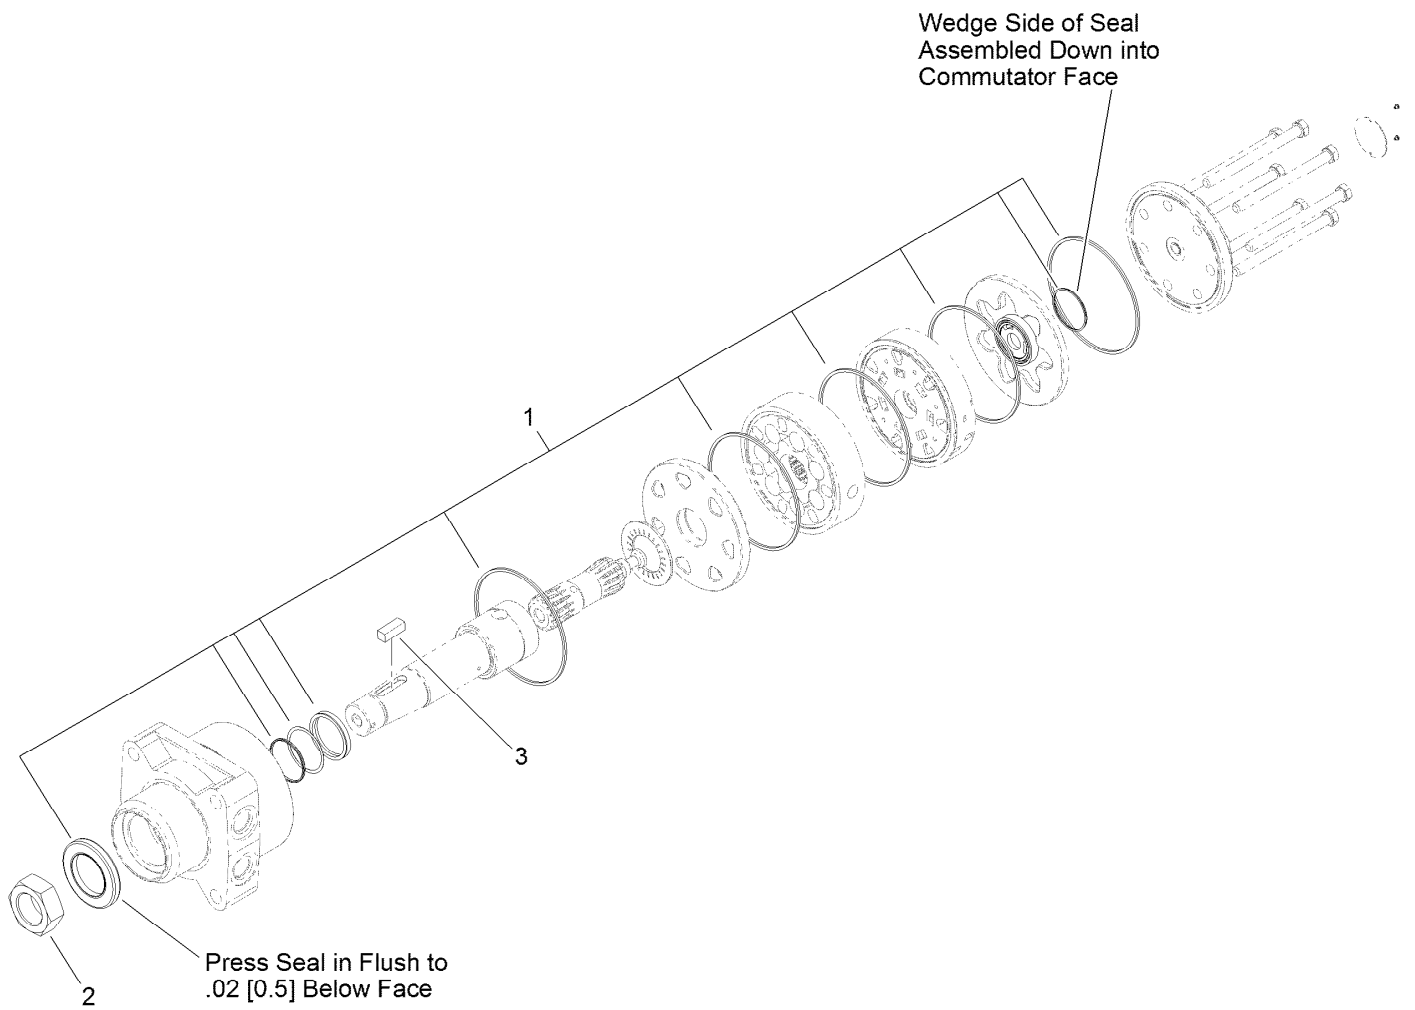 Wedge Side of Seal
Assembled Down into
Commutator Face
1
3
Press Seal in Flush to
.02 [0.5] Below Face
2